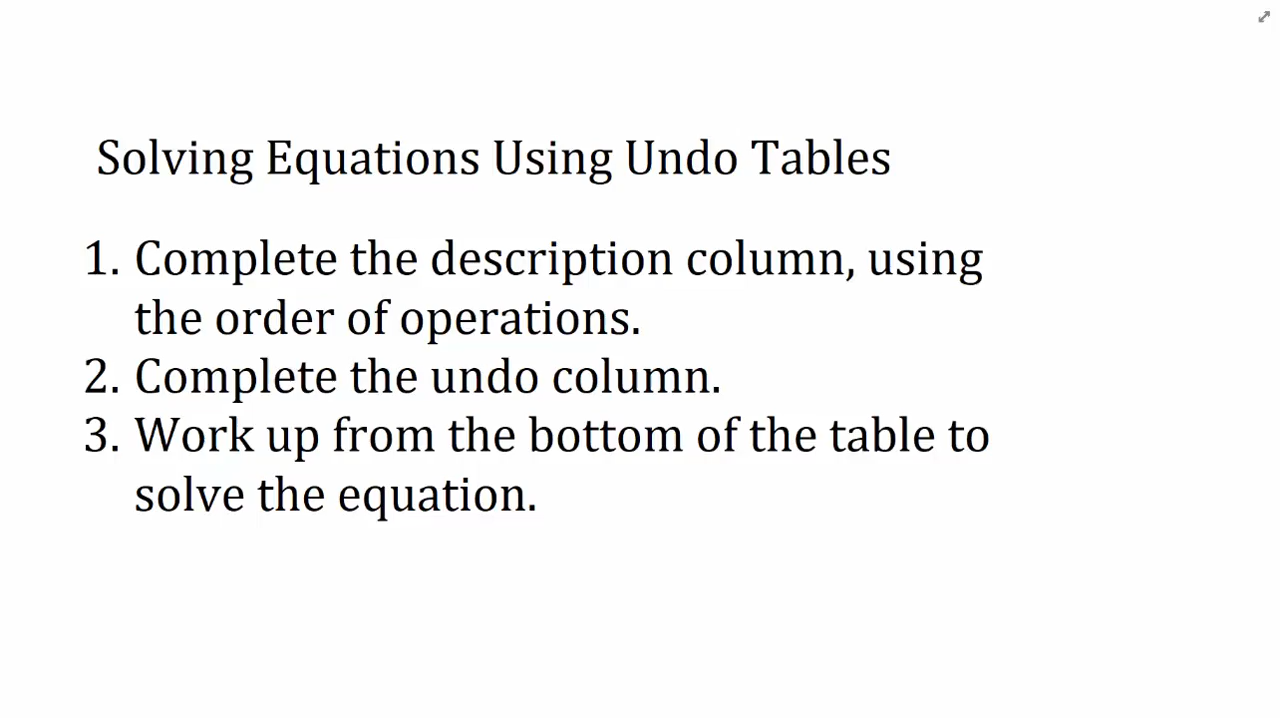 Solving Equations Using Undo Tables
1. Complete the description column, using
the order of operations.
2. Complete the undo column.
3. Work up from the bottom of the table to
solve the equation.